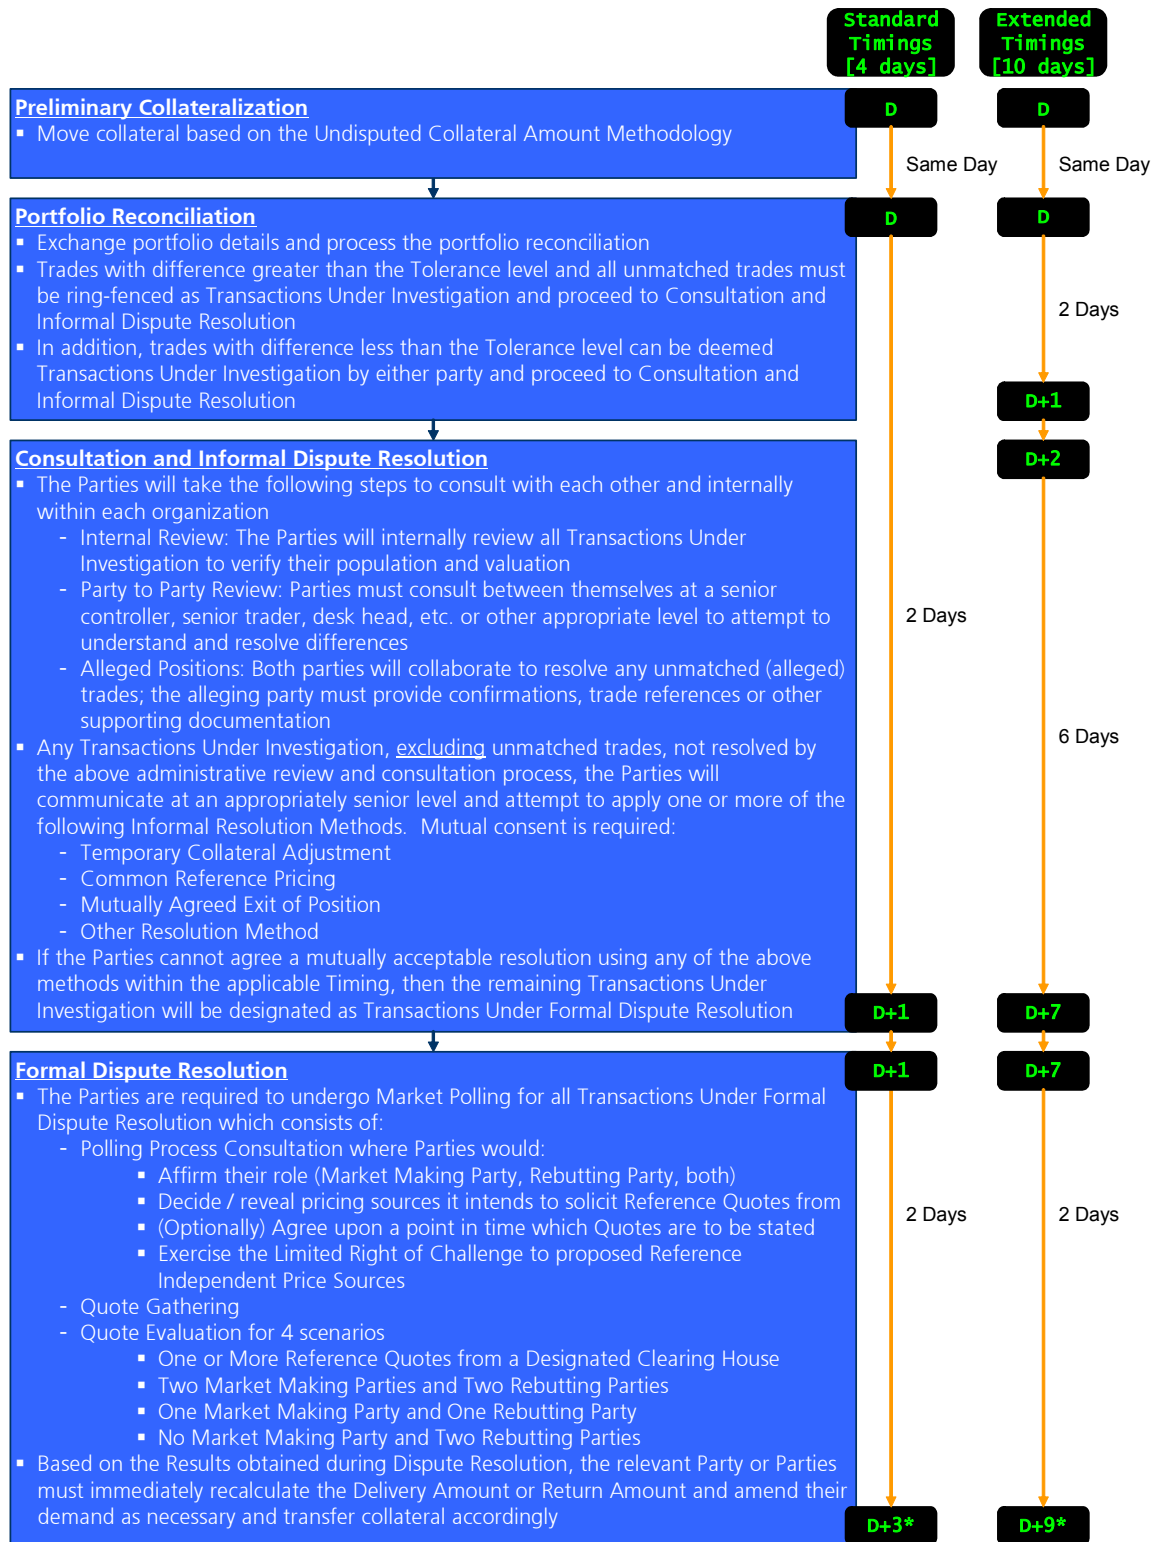 Standard
Timings
[4 days]
Extended
Timings
[10 days]
Preliminary Collateralization
▪ Move collateral based on the Undisputed Collateral Amount Methodology
D
D
Same Day
Same Day
Portfolio Reconciliation
▪ Exchange portfolio details and process the portfolio reconciliation
▪ Trades with difference greater than the Tolerance level and all unmatched trades must
be ring-fenced as Transactions Under Investigation and proceed to Consultation and
Informal Dispute Resolution
▪ In addition, trades with difference less than the Tolerance level can be deemed
Transactions Under Investigation by either party and proceed to Consultation and
Informal Dispute Resolution
D
D
2 Days
D+1
Consultation and Informal Dispute Resolution
▪ The Parties will take the following steps to consult with each other and internally
within each organization
- Internal Review: The Parties will internally review all Transactions Under
Investigation to verify their population and valuation
- Party to Party Review: Parties must consult between themselves at a senior
controller, senior trader, desk head, etc. or other appropriate level to attempt to
understand and resolve differences
- Alleged Positions: Both parties will collaborate to resolve any unmatched (alleged)
trades; the alleging party must provide confirmations, trade references or other
supporting documentation
▪ Any Transactions Under Investigation, excluding unmatched trades, not resolved by
the above administrative review and consultation process, the Parties will
communicate at an appropriately senior level and attempt to apply one or more of the
following Informal Resolution Methods.  Mutual consent is required:
- Temporary Collateral Adjustment
- Common Reference Pricing
- Mutually Agreed Exit of Position
- Other Resolution Method
▪ If the Parties cannot agree a mutually acceptable resolution using any of the above
methods within the applicable Timing, then the remaining Transactions Under
Investigation will be designated as Transactions Under Formal Dispute Resolution
D+2
2 Days
6 Days
D+1
D+7
Formal Dispute Resolution
▪ The Parties are required to undergo Market Polling for all Transactions Under Formal
Dispute Resolution which consists of:
- Polling Process Consultation where Parties would:
▪ Affirm their role (Market Making Party, Rebutting Party, both)
▪ Decide / reveal pricing sources it intends to solicit Reference Quotes from
▪ (Optionally) Agree upon a point in time which Quotes are to be stated
▪ Exercise the Limited Right of Challenge to proposed Reference
Independent Price Sources
- Quote Gathering
- Quote Evaluation for 4 scenarios
▪ One or More Reference Quotes from a Designated Clearing House
▪ Two Market Making Parties and Two Rebutting Parties
▪ One Market Making Party and One Rebutting Party
▪ No Market Making Party and Two Rebutting Parties
▪ Based on the Results obtained during Dispute Resolution, the relevant Party or Parties
must immediately recalculate the Delivery Amount or Return Amount and amend their
demand as necessary and transfer collateral accordingly
D+1
D+7
2 Days
2 Days
D+3*
D+9*